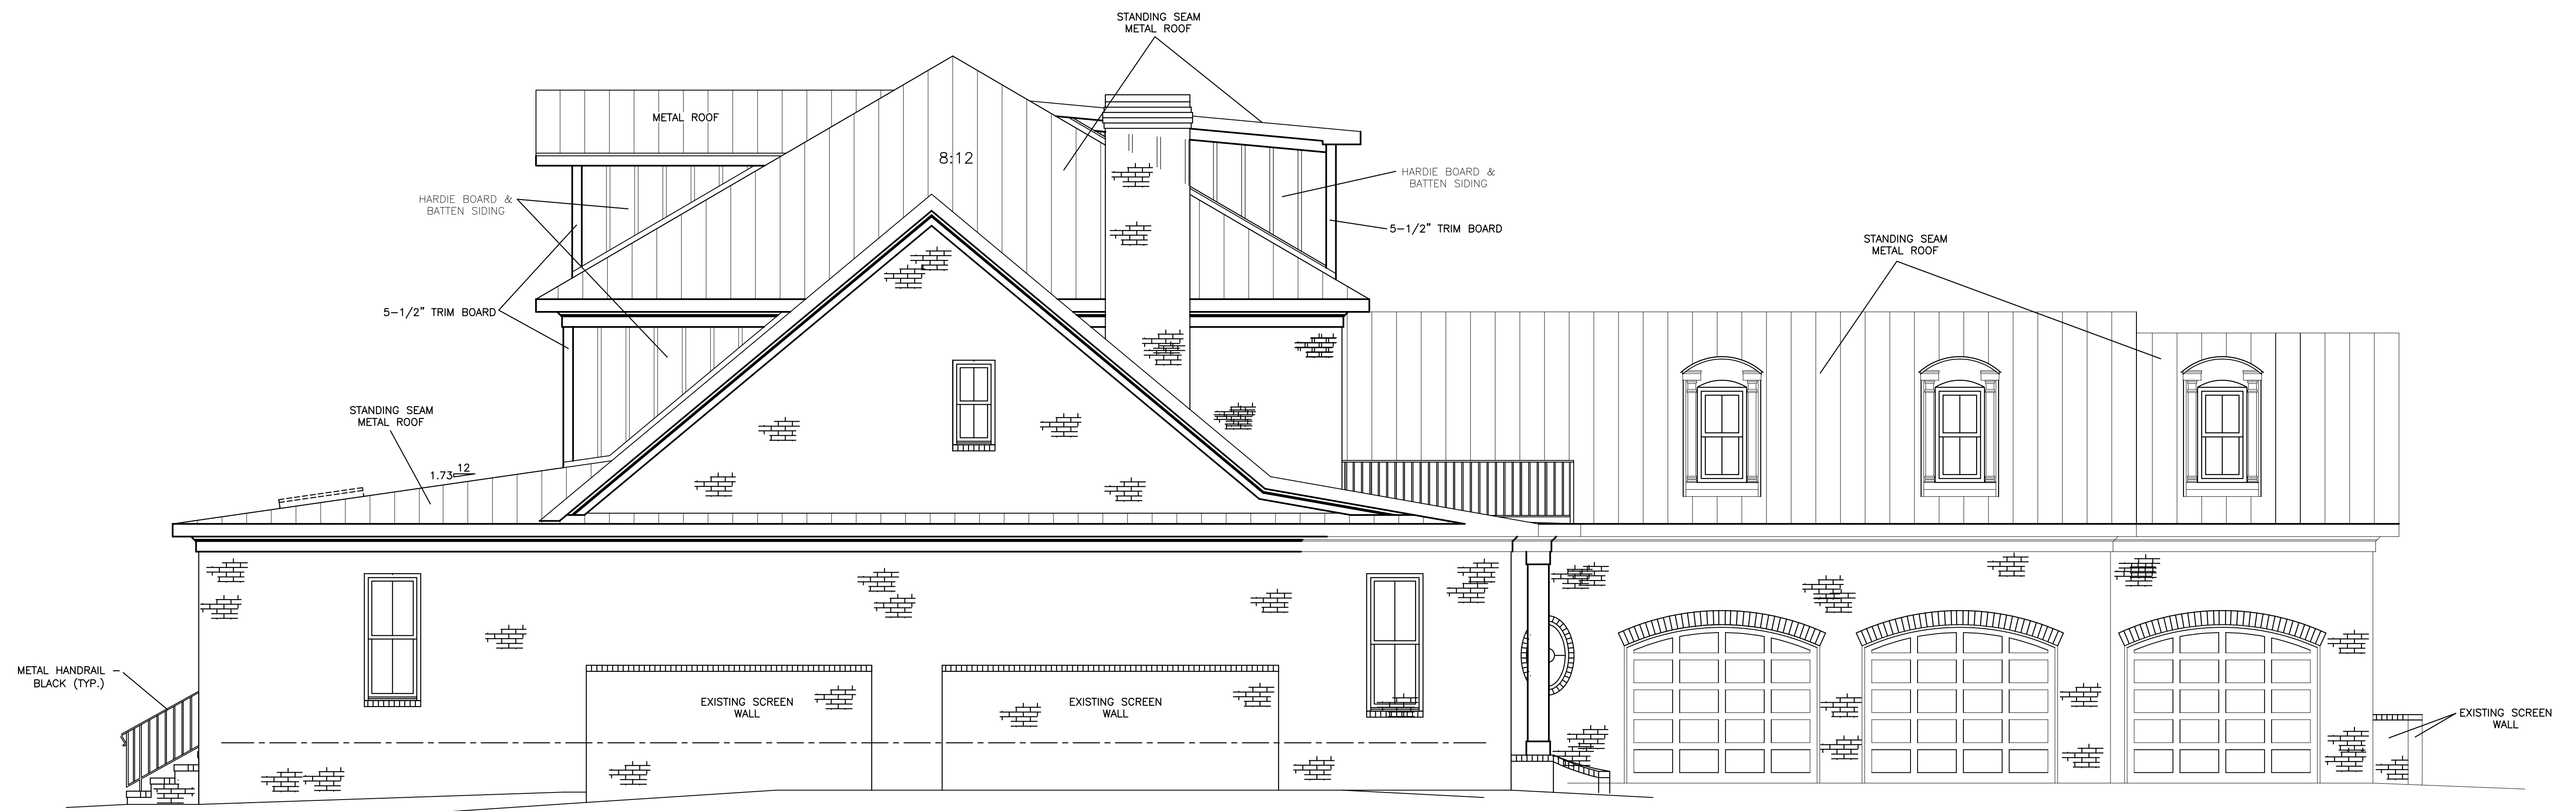 STANDING SEAM
METAL ROOF
METAL ROOF
8:12
HARDIE BOARD &
BATTEN SIDING
HARDIE BOARD &
BATTEN SIDING
5-1/2" TRIM BOARD
STANDING SEAM
METAL ROOF
5-1/2" TRIM BOARD
STANDING SEAM
METAL ROOF
12
1.73
METAL HANDRAIL -
BLACK (TYP.)
EXISTING SCREEN
WALL
EXISTING SCREEN
WALL
EXISTING SCREEN
WALL